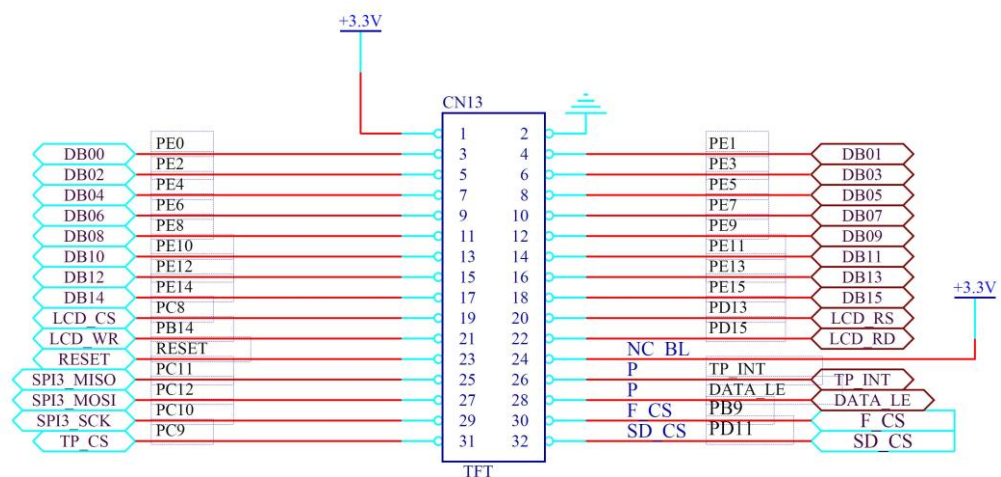 +3.3V
CN13
1 2
DB00 PE0 3 4 PE1 DB01
DB02 PE2 5 6 PE3 DB03
DB04 PE4 7 8 PE5 DB05
DB06 PE6 9 10 PE7 DB07
DB08 PE8 11 12 PE9 DB09
DB10 PE10 13 14 PE11 DB11
DB12 PE12 15 16 PE13 DB13
DB14 PE14 17 18 PE15 DB15
+3.3V
LCD_CS PC8 19 20 PD13 LCD_RS
LCD_WR PB14 21 22 PD15 LCD_RD
RESET RESET 23 24 NC_BL
SPI3_MISO PC11 25 26 P TP_INT TP_INT
SPI3_MOSI PC12 27 28 P DATA_LE DATA_LE
SPI3_SCK PC10 29 30 F_CS PB9 F_CS
TP_CS PC9 31 32 SD_CS PD11 SD_CS
TFT